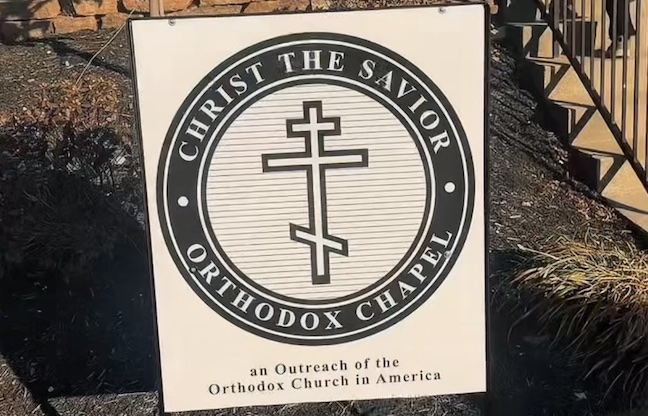 CHRIST THE SAVIOR
ORTHODOX CHAPEL
an Outreach of the
Orthodox Church in America